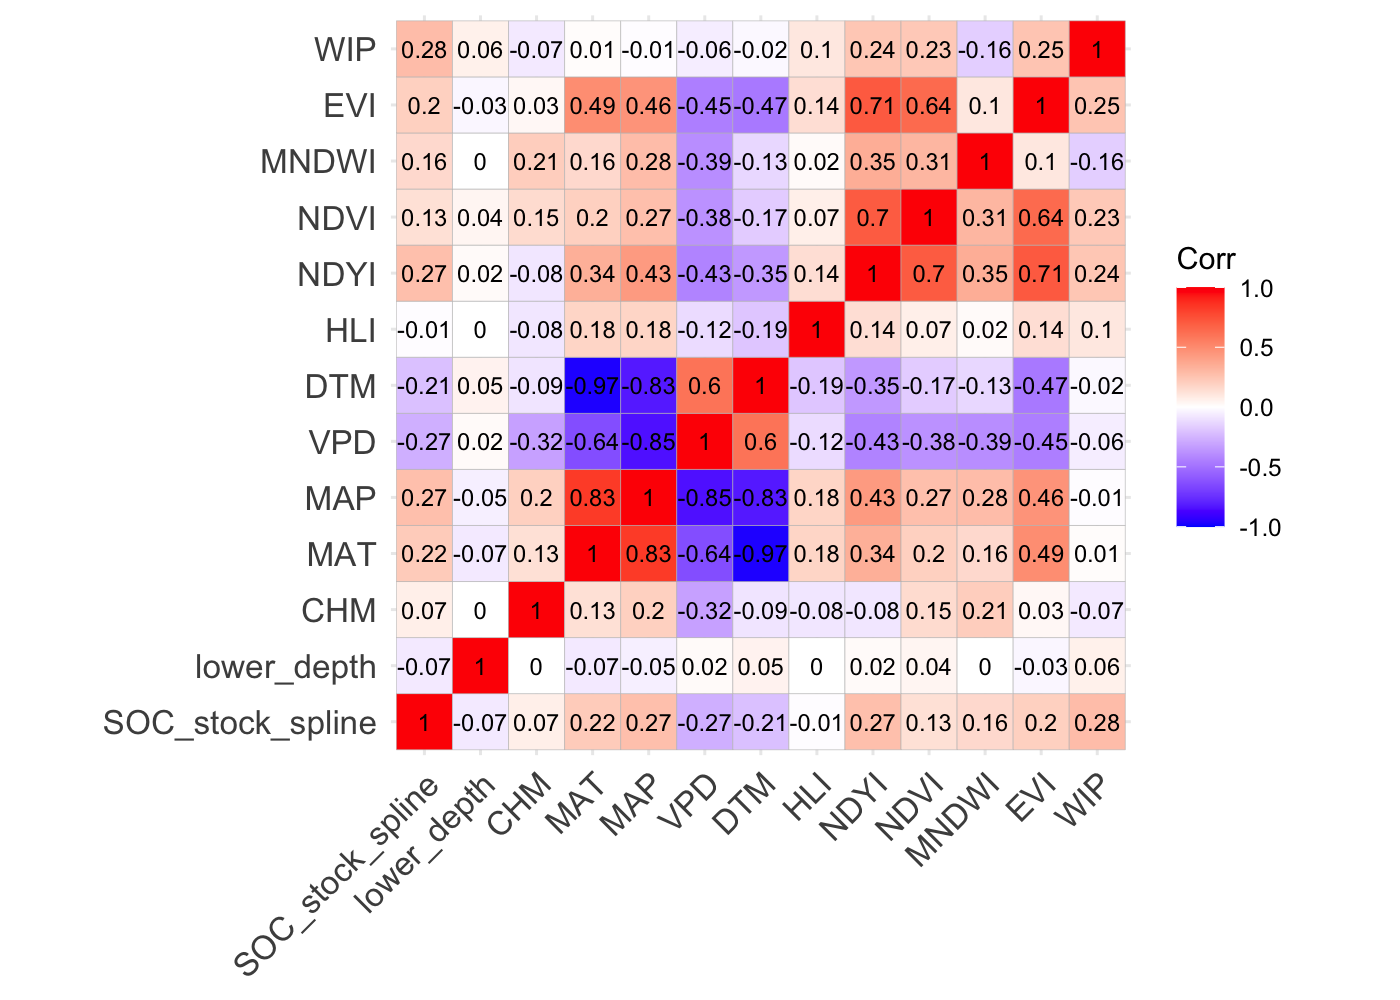 WIP 0.28 0.06 -0.07 0.01 -0.01 -0.06 -0.02 0.1 0.24 0.23 -0.16 0.25 1
EVI 0.2 -0.03 0.03 0.49 0.46 -0.45 -0.47 0.14 0.71 0.64 0.1 1 0.25
MNDWI 0.16 0 0.21 0.16 0.28 -0.39 -0.13 0.02 0.35 0.31 1 0.1 -0.16
NDVI 0.13 0.04 0.15 0.2 0.27 -0.38 -0.17 0.07 0.7 1 0.31 0.64 0.23
NDYI 0.27 0.02 -0.08 0.34 0.43 -0.43 -0.35 0.14 1 0.7 0.35 0.71 0.24
HLI -0.01 0 -0.08 0.18 0.18 -0.12 -0.19 1 0.14 0.07 0.02 0.14 0.1
DTM -0.21 0.05 -0.09 -0.97 -0.83 0.6 1 -0.19 -0.35 -0.17 -0.13 -0.47 -0.02
VPD -0.27 0.02 -0.32 -0.64 -0.85 1 0.6 -0.12 -0.43 -0.38 -0.39 -0.45 -0.06
MAP 0.27 -0.05 0.2 0.83 1 -0.85 -0.83 0.18 0.43 0.27 0.28 0.46 -0.01
MAT 0.22 -0.07 0.13 1 0.83 -0.64 -0.97 0.18 0.34 0.2 0.16 0.49 0.01
CHM 0.07 0 1 0.13 0.2 -0.32 -0.09 -0.08 -0.08 0.15 0.21 0.03 -0.07
lower_depth -0.07 1 0 -0.07 -0.05 0.02 0.05 0 0.02 0.04 0 -0.03 0.06
SOC_stock_spline 1 -0.07 0.07 0.22 0.27 -0.27 -0.21 -0.01 0.27 0.13 0.16 0.2 0.28
SOC_stock_spline
lower_depth
CHM
MAT
MAP
VPD
DTM
HLI
NDYI
NDVI
MNDWI
EVI
WIP
Corr
1.0
0.5
0.0
-0.5
-1.0